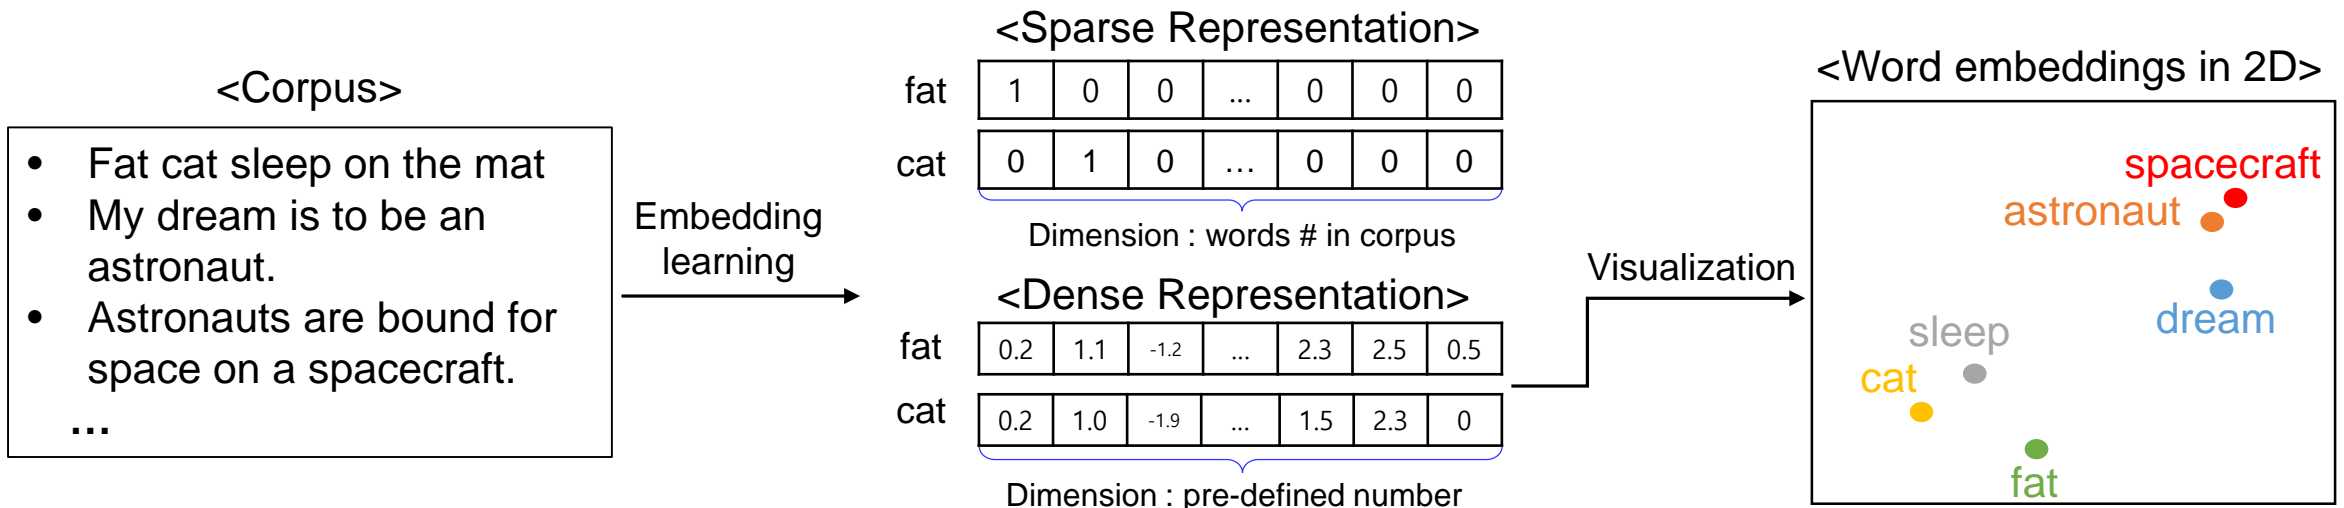 <Corpus>
• Fat cat sleep on the mat
• My dream is to be an
astronaut.
• Astronauts are bound for
space on a spacecraft.
...
Embedding
learning
<Sparse Representation>
fat 1 0 0 ... 0 0 0
cat 0 1 0 ... 0 0 0
Dimension : words # in corpus
<Dense Representation>
fat 0.2 1.1 -1.2 ... 2.3 2.5 0.5
cat 0.2 1.0 -1.9 ... 1.5 2.3 0
Dimension : pre-defined number
Visualization
<Word embeddings in 2D>
spacecraft
astronaut
dream
sleep
cat
fat